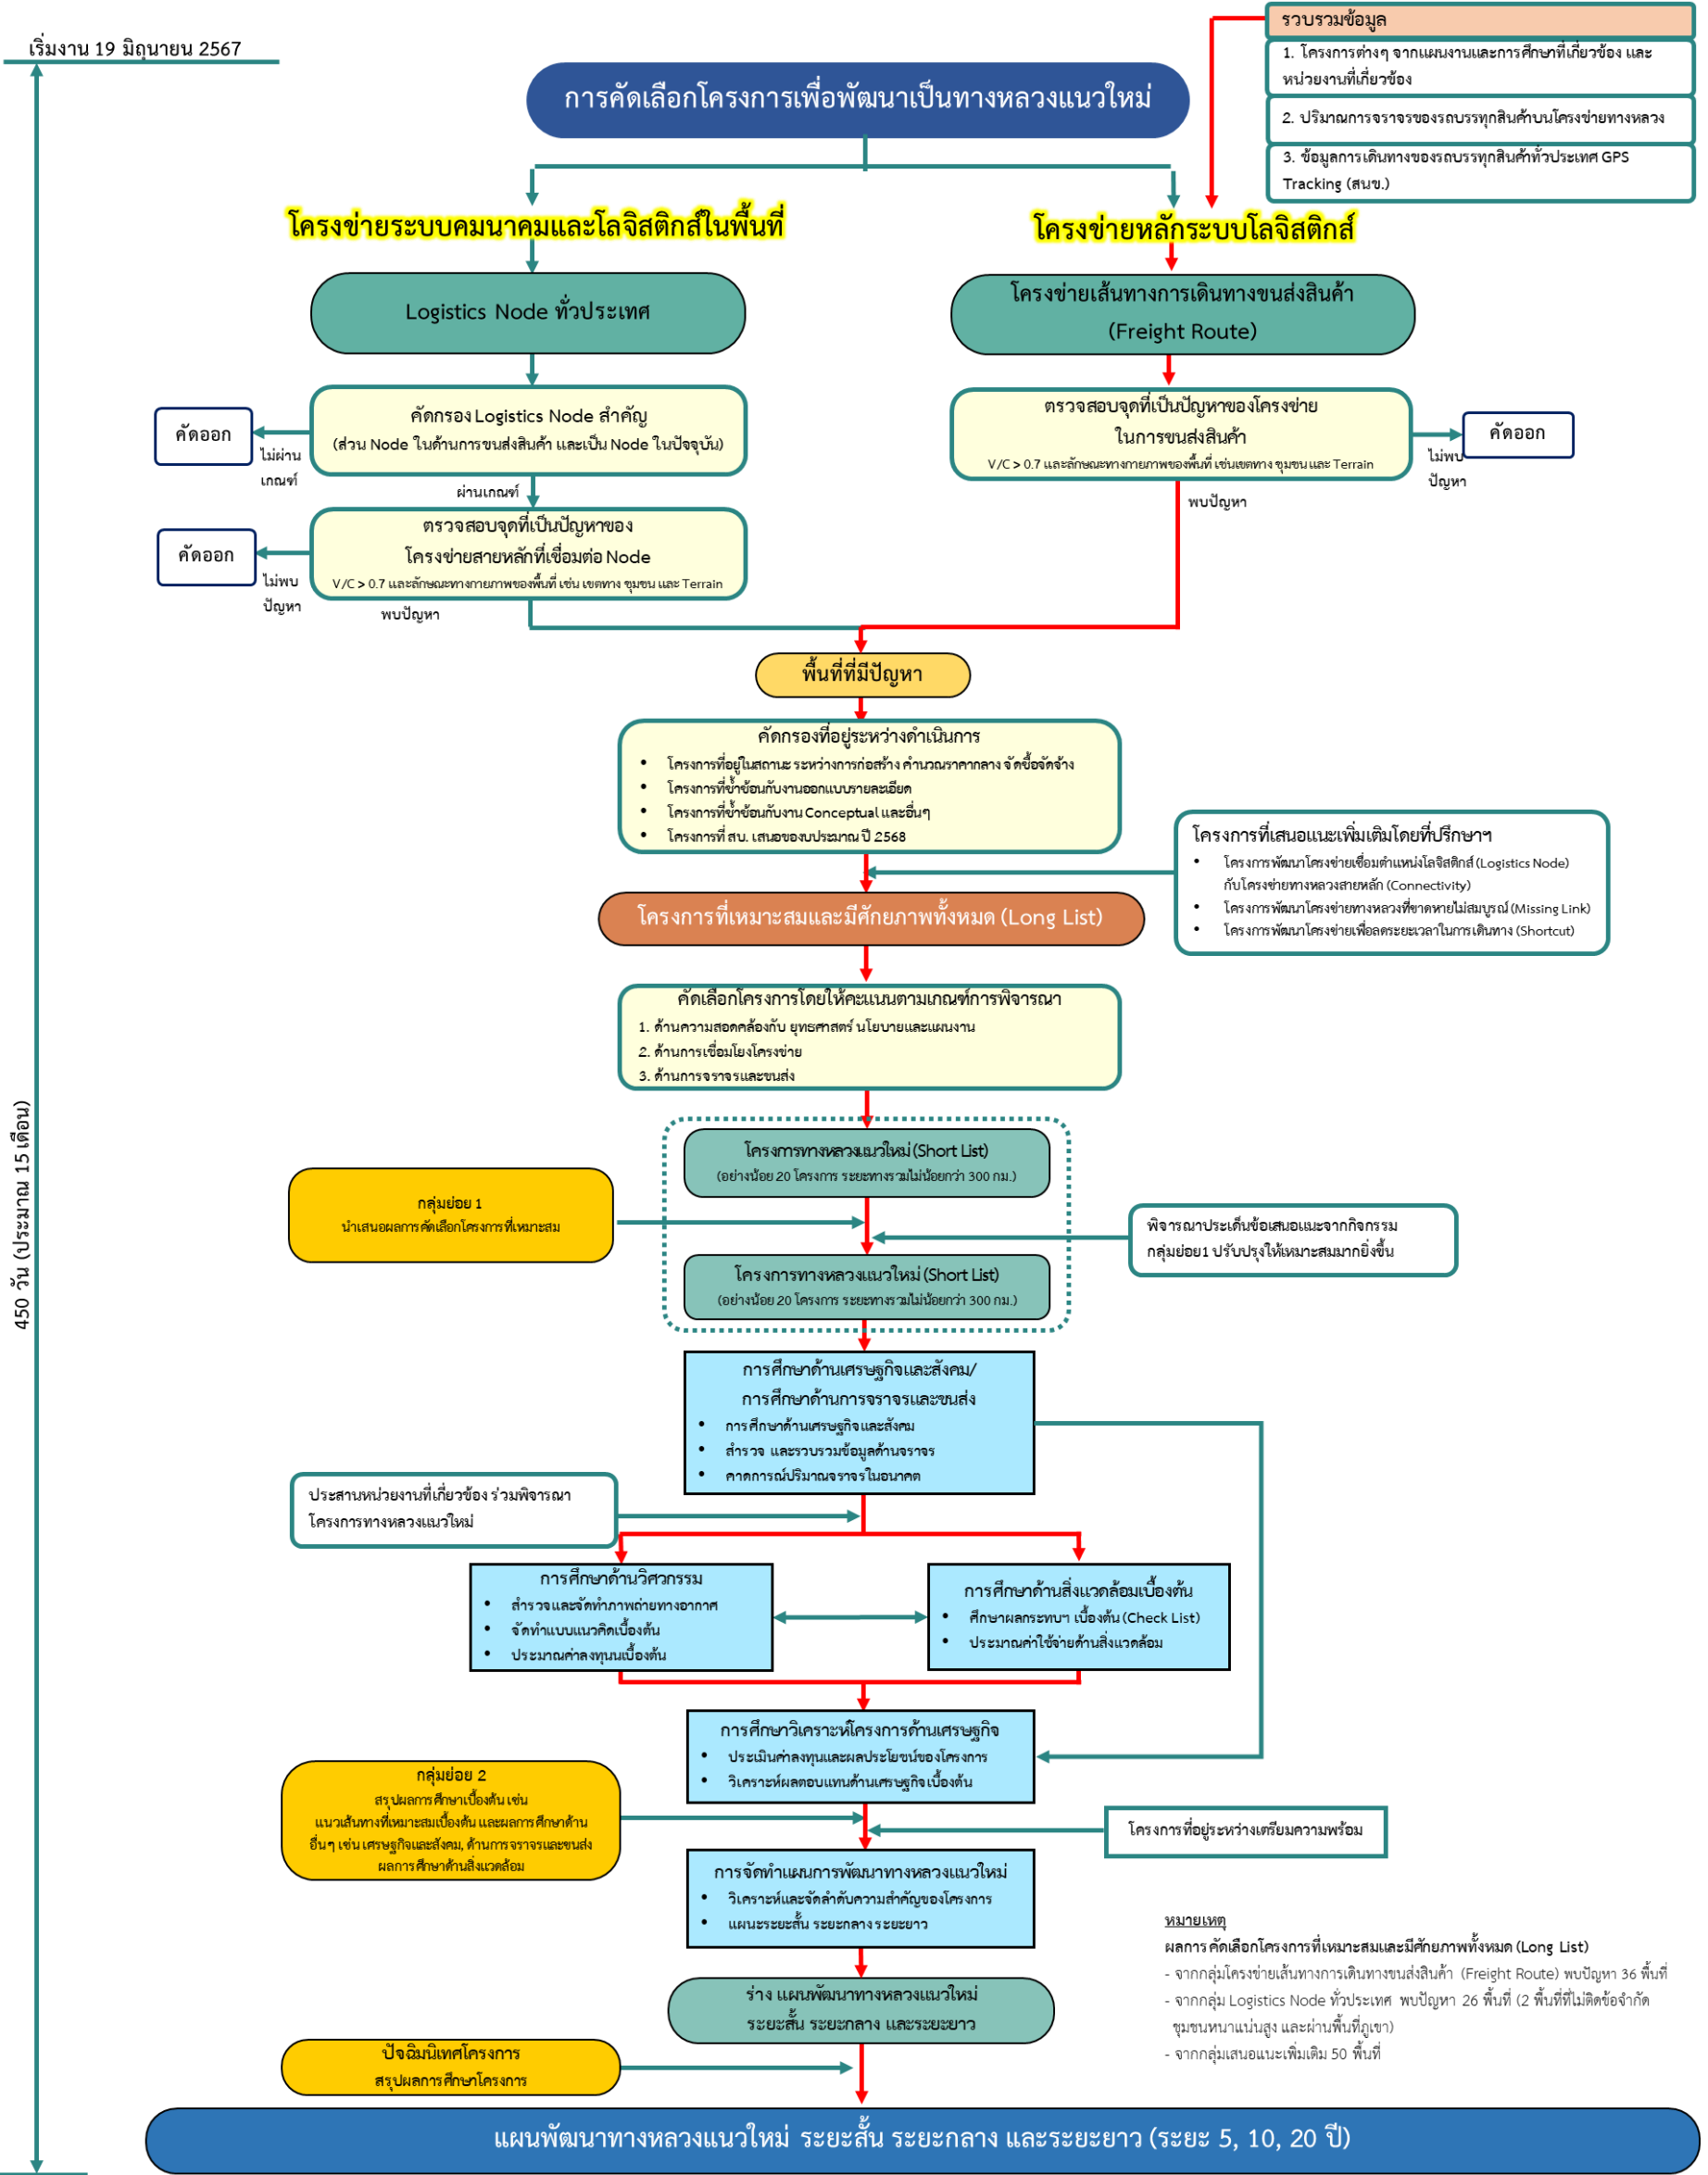 เริ่มงาน 19 มิถุนายน 2567
450 วัน (ประมาณ 15 เดือน)
รวบรวมข้อมูล
1. โครงการต่างๆ จากแผนงานและการศึกษาที่เกี่ยวข้อง และ
หน่วยงานที่เกี่ยวข้อง
2. ปริมาณการจราจรของรถบรรทุกสินค้าบนโครงข่ายทางหลวง
3. ข้อมูลการเดินทางของรถบรรทุกสินค้าทั่วประเทศ GPS
Tracking (สนข.)
การคัดเลือกโครงการเพื่อพัฒนาเป็นทางหลวงแนวใหม่
โครงข่ายระบบคมนาคมและโลจิสติกส์ในพื้นที่
โครงข่ายหลักระบบโลจิสติกส์
Logistics Node ทั่วประเทศ
โครงข่ายเส้นทางการเดินทางขนส่งสินค้า
(Freight Route)
คัดกรอง Logistics Node สำคัญ
(ส่วน Node ในด้านการขนส่งสินค้า และเป็น Node ในปัจจุบัน)
คัดออก
ไม่ผ่าน
เกณฑ์
ผ่านเกณฑ์
ตรวจสอบจุดที่เป็นปัญหาของโครงข่าย
ในการขนส่งสินค้า
V/C > 0.7 และลักษณะทางกายภาพของพื้นที่ เช่นเขตทาง ชุมชน และ Terrain
คัดออก
ไม่พบ
ปัญหา
พบปัญหา
ตรวจสอบจุดที่เป็นปัญหาของ
โครงข่ายสายหลักที่เชื่อมต่อ Node
V/C > 0.7 และลักษณะทางกายภาพของพื้นที่ เช่น เขตทาง ชุมชน และ Terrain
คัดออก
ไม่พบ
ปัญหา
พบปัญหา
พื้นที่ที่มีปัญหา
คัดกรองที่อยู่ระหว่างดำเนินการ
• โครงการที่อยู่ในสถานะ ระหว่างการก่อสร้าง คำนวณราคากลาง จัดซื้อจัดจ้าง
• โครงการที่ซ้ำซ้อนกับงานออกแบบรายละเอียด
• โครงการที่ซ้ำซ้อนกับงาน Conceptual และอื่นๆ
• โครงการที่ สบ. เสนอของบประมาณ ปี 2568
โครงการที่เสนอแนะเพิ่มเติมโดยที่ปรึกษาฯ
• โครงการพัฒนาโครงข่ายเชื่อมตำแหน่งโลจิสติกส์ (Logistics Node)
กับโครงข่ายทางหลวงสายหลัก (Connectivity)
• โครงการพัฒนาโครงข่ายทางหลวงที่ขาดหายไม่สมบูรณ์ (Missing Link)
• โครงการพัฒนาโครงข่ายเพื่อลดระยะเวลาในการเดินทาง (Shortcut)
โครงการที่เหมาะสมและมีศักยภาพทั้งหมด (Long List)
คัดเลือกโครงการโดยให้คะแนนตามเกณฑ์การพิจารณา
1. ด้านความสอดคล้องกับ ยุทธศาสตร์ นโยบายและแผนงาน
2. ด้านการเชื่อมโยงโครงข่าย
3. ด้านการจราจรและขนส่ง
โครงการทางหลวงแนวใหม่ (Short List)
(อย่างน้อย 20 โครงการ ระยะทางรวมไม่น้อยกว่า 300 กม.)
กลุ่มย่อย 1
นำเสนอผลการคัดเลือกโครงการที่เหมาะสม
พิจารณาประเด็นข้อเสนอแนะจากกิจกรรม
กลุ่มย่อย1 ปรับปรุงให้เหมาะสมมากยิ่งขึ้น
โครงการทางหลวงแนวใหม่ (Short List)
(อย่างน้อย 20 โครงการ ระยะทางรวมไม่น้อยกว่า 300 กม.)
การศึกษาด้านเศรษฐกิจและสังคม/
การศึกษาด้านการจราจรและขนส่ง
• การศึกษาด้านเศรษฐกิจและสังคม
• สำรวจ และรวบรวมข้อมูลด้านจราจร
• คาดการณ์ปริมาณจราจรในอนาคต
ประสานหน่วยงานที่เกี่ยวข้อง ร่วมพิจารณา
โครงการทางหลวงแนวใหม่
การศึกษาด้านวิศวกรรม
• สำรวจและจัดทำภาพถ่ายทางอากาศ
• จัดทำแบบแนวคิดเบื้องต้น
• ประมาณค่าลงทุนนเบื้องต้น
การศึกษาด้านสิ่งแวดล้อมเบื้องต้น
• ศึกษาผลกระทบฯ เบื้องต้น (Check List)
• ประมาณค่าใช้จ่ายด้านสิ่งแวดล้อม
การศึกษาวิเคราะห์โครงการด้านเศรษฐกิจ
• ประเมินค่าลงทุนและผลประโยชน์ของโครงการ
• วิเคราะห์ผลตอบแทนด้านเศรษฐกิจเบื้องต้น
กลุ่มย่อย 2
สรุปผลการศึกษาเบื้องต้น เช่น
แนวเส้นทางที่เหมาะสมเบื้องต้น และผลการศึกษาด้าน
อื่นๆ เช่น เศรษฐกิจและสังคม, ด้านการจราจรและขนส่ง
ผลการศึกษาด้านสิ่งแวดล้อม
โครงการที่อยู่ระหว่างเตรียมความพร้อม
การจัดทำแผนการพัฒนาทางหลวงแนวใหม่
• วิเคราะห์และจัดลำดับความสำคัญของโครงการ
• แผนะระยะสั้น ระยะกลาง ระยะยาว
หมายเหตุ
ผลการคัดเลือกโครงการที่เหมาะสมและมีศักยภาพทั้งหมด (Long List)
- จากกลุ่มโครงข่ายเส้นทางการเดินทางขนส่งสินค้า (Freight Route) พบปัญหา 36 พื้นที่
- จากกลุ่ม Logistics Node ทั่วประเทศ พบปัญหา 26 พื้นที่ (2 พื้นที่ที่ไม่ติดข้อจำกัด
ชุมชนหนาแน่นสูง และผ่านพื้นที่ภูเขา)
- จากกลุ่มเสนอแนะเพิ่มเติม 50 พื้นที่
ร่าง แผนพัฒนาทางหลวงแนวใหม่
ระยะสั้น ระยะกลาง และระยะยาว
ปัจฉิมนิเทศโครงการ
สรุปผลการศึกษาโครงการ
แผนพัฒนาทางหลวงแนวใหม่ ระยะสั้น ระยะกลาง และระยะยาว (ระยะ 5, 10, 20 ปี)